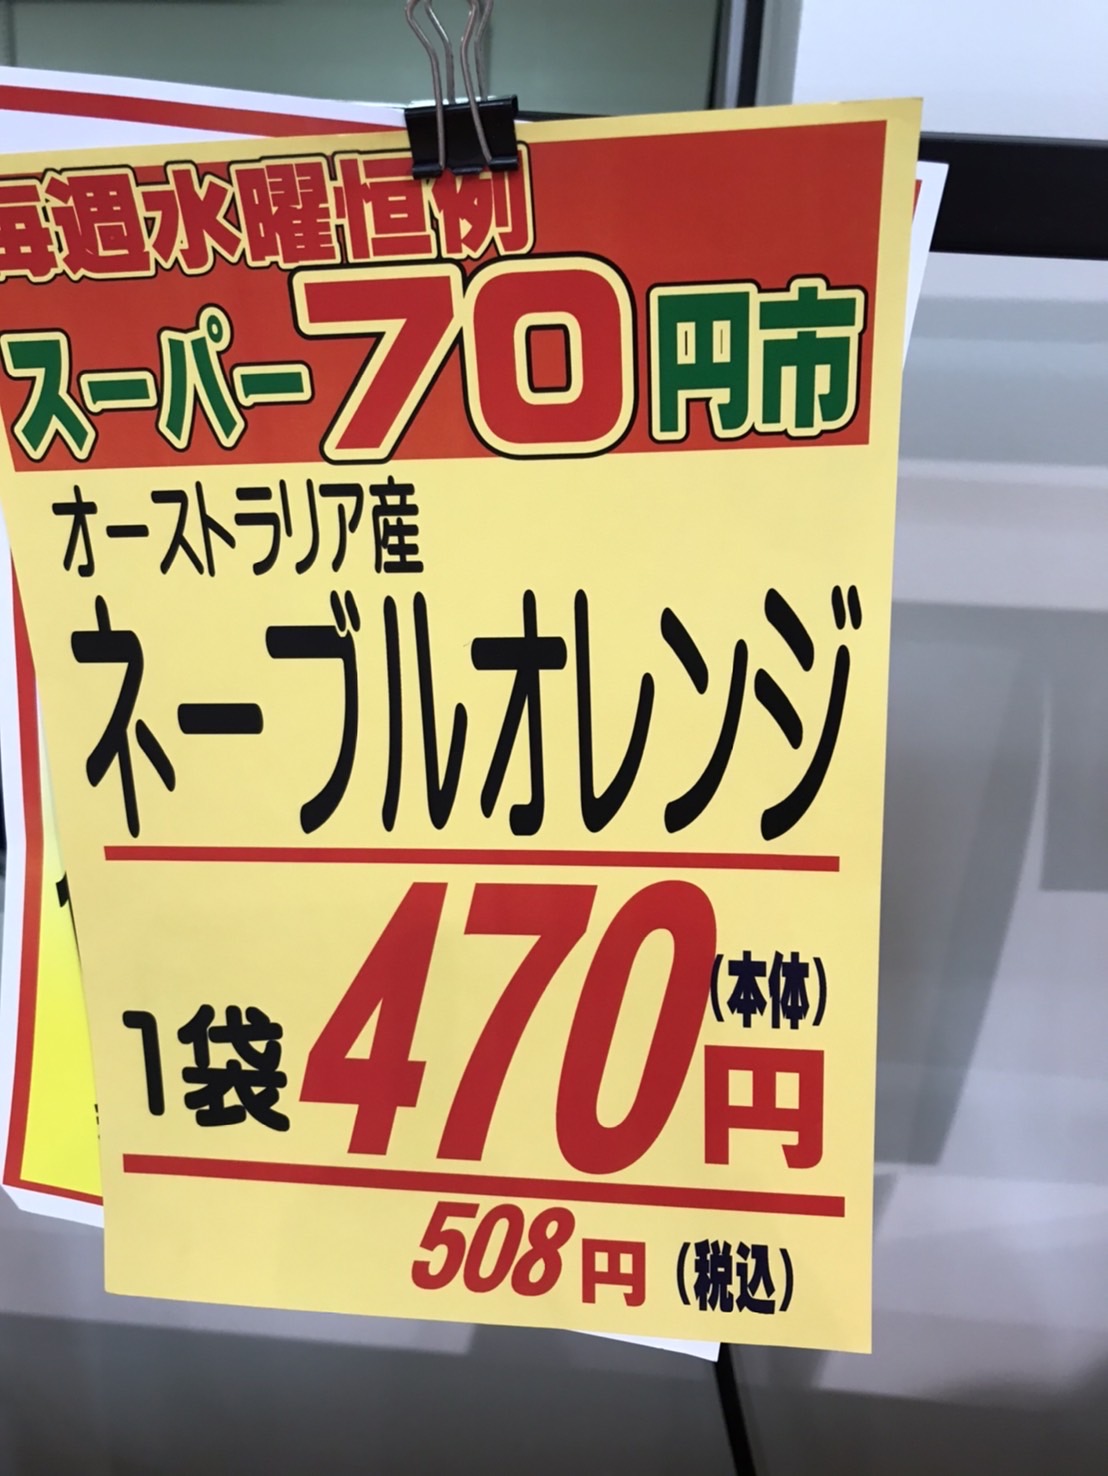 毎週水曜恒例
スーパー70円市
オーストラリア産
ネーブルオレンジ
1袋470円(本体)
508円(税込)